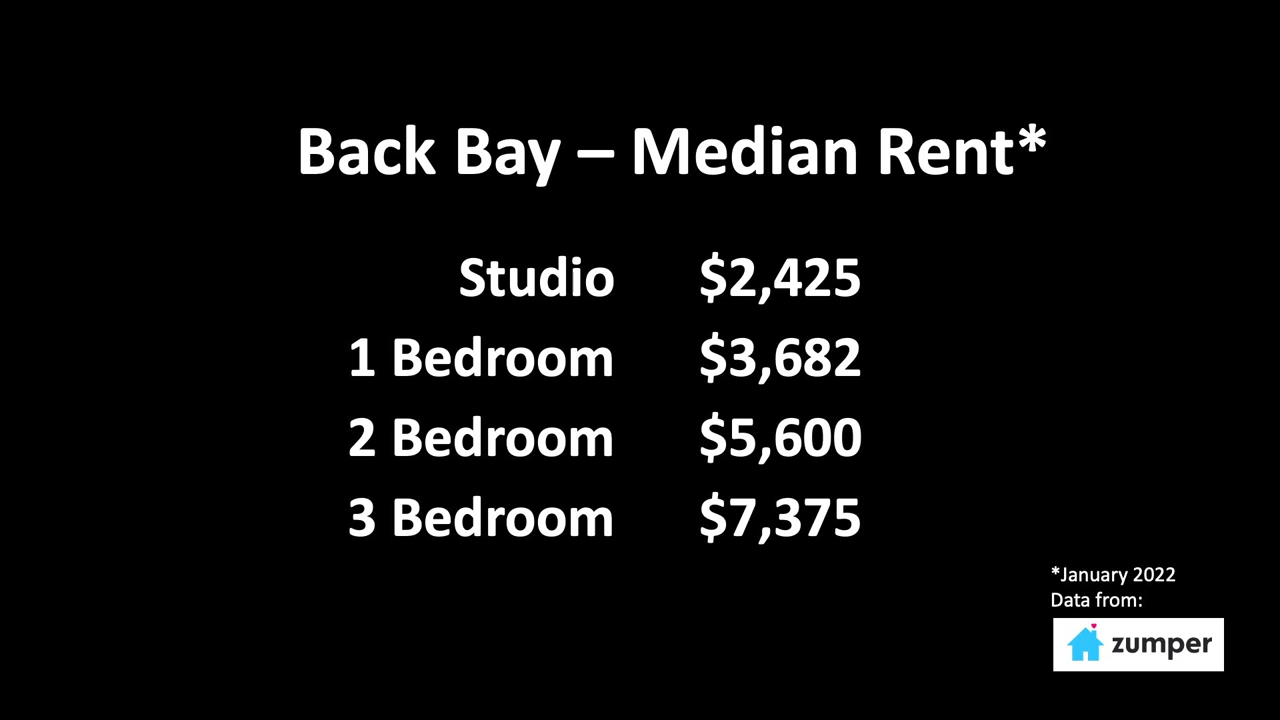 Back Bay – Median Rent*
Studio $2,425
1 Bedroom $3,682
2 Bedroom $5,600
3 Bedroom $7,375
*January 2022
Data from:
zumper